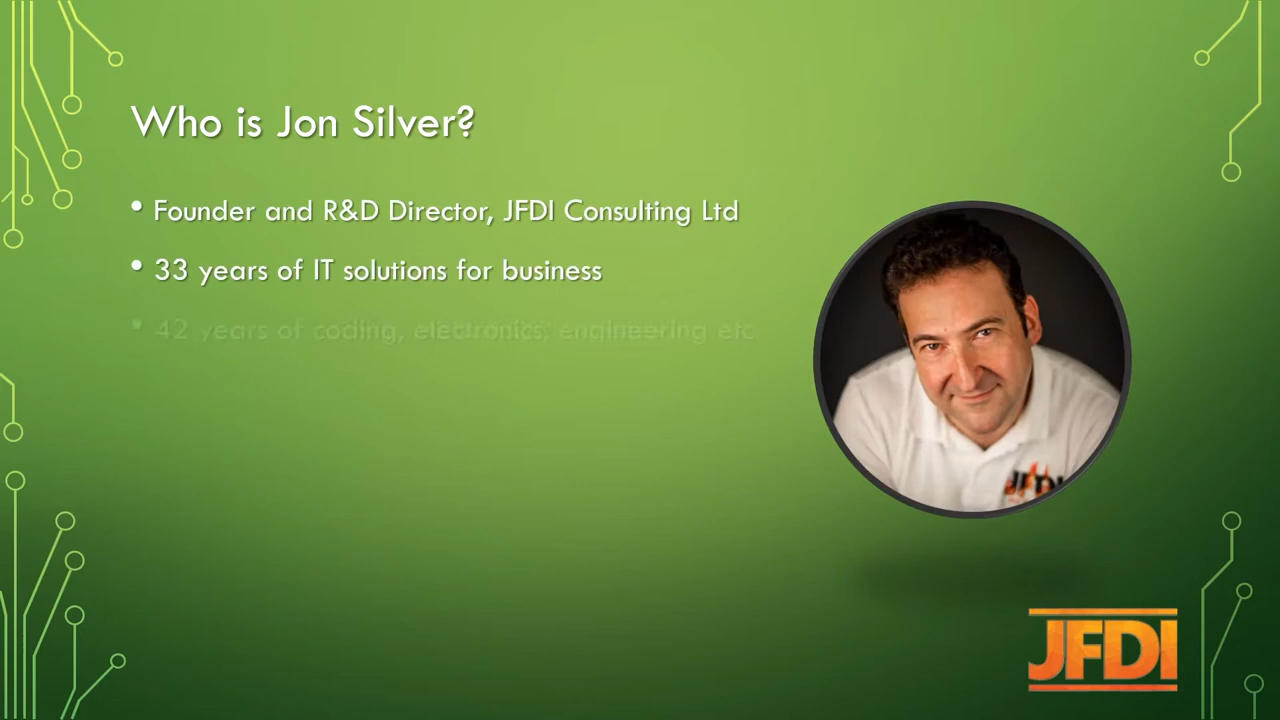 Who is Jon Silver?
• Founder and R&D Director, JFDI Consulting Ltd
• 33 years of IT solutions for business
• 42 years of coding, electronics, engineering etc
JFDI
JFDI